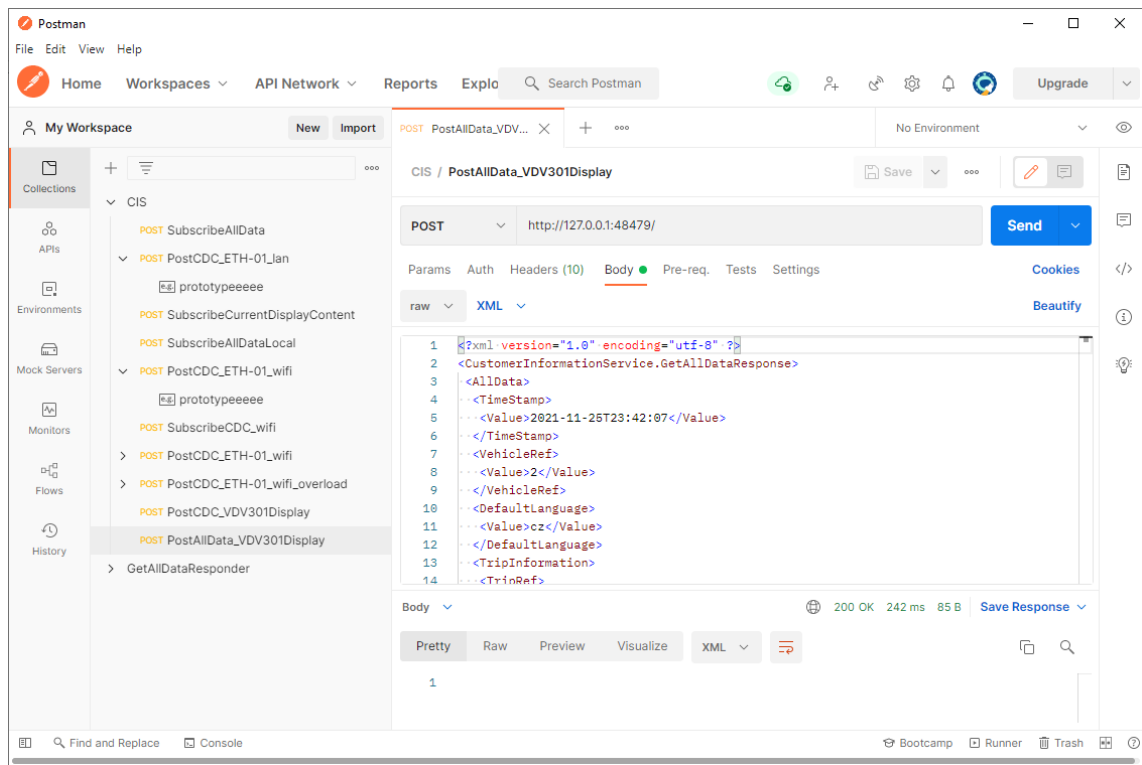 Postman
File Edit View Help
Home Workspaces API Network Reports Explo Search Postman Upgrade
My Workspace New Import POST PostAllData_VDV... No Environment
Collections
APIs
Environments
Mock Servers
Monitors
Flows
History
CIS
POST SubscribeAllData
POST PostCDC_ETH-01_lan
e.g. prototypeeeee
POST SubscribeCurrentDisplayContent
POST SubscribeAllDataLocal
POST PostCDC_ETH-01_wifi
e.g. prototypeeeee
POST SubscribeCDC_wifi
POST PostCDC_ETH-01_wifi
POST PostCDC_ETH-01_wifi_overload
POST PostCDC_VDV301Display
POST PostAllData_VDV301Display
GetAllDataResponder
CIS / PostAllData_VDV301Display Save
POST http://127.0.0.1:48479/ Send
Params Auth Headers (10) Body Pre-req. Tests Settings Cookies
raw XML Beautify
1 <?xml version="1.0" encoding="utf-8" ?>
2 <CustomerInformationService.GetAllDataResponse>
3 <AllData>
4 <TimeStamp>
5 <Value>2021-11-25T23:42:07</Value>
6 </TimeStamp>
7 <VehicleRef>
8 <Value>2</Value>
9 </VehicleRef>
10 <DefaultLanguage>
11 <Value>cz</Value>
12 </DefaultLanguage>
13 <TripInformation>
14 <TripRef>
Body 200 OK 242 ms 85 B Save Response
Pretty Raw Preview Visualize XML
1
Find and Replace Console Bootcamp Runner Trash